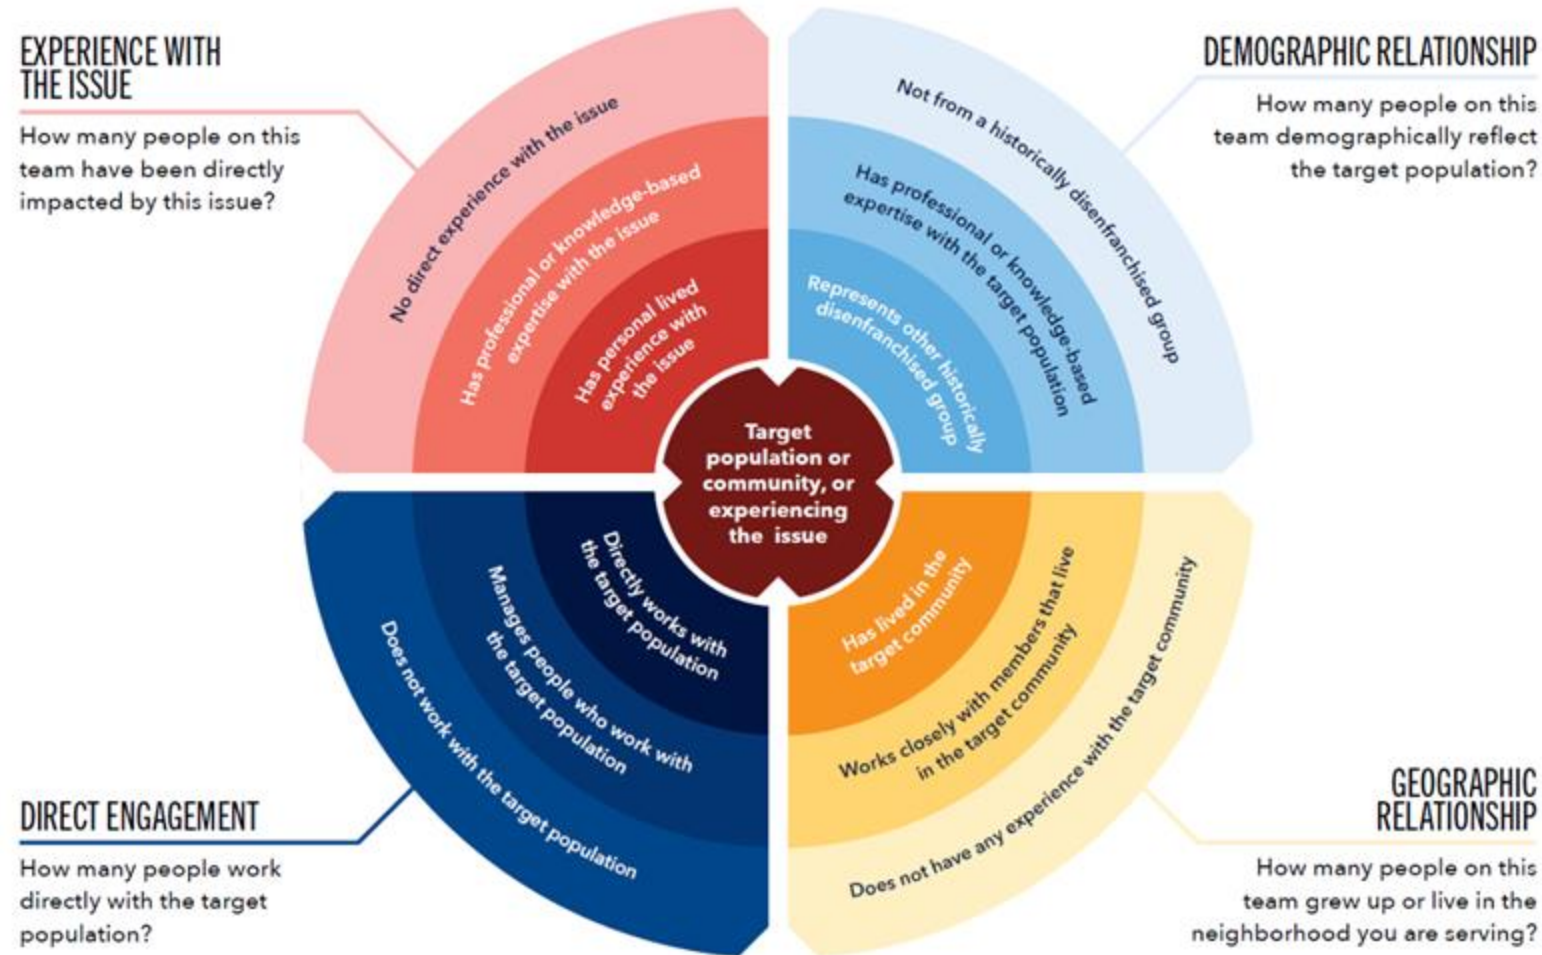 EXPERIENCE WITH
THE ISSUE
How many people on this
team have been directly
impacted by this issue?
No direct experience with the issue
Has professional or knowledge-based
expertise with the issue
Has personal lived
experience with
the issue
DEMOGRAPHIC RELATIONSHIP
How many people on this
team demographically reflect
the target population?
Not from a historically disenfranchised group
Has professional or knowledge-based
expertise with the target population
Represents other historically
disenfranchised group
Target
population or
community, or
experiencing
the issue
DIRECT ENGAGEMENT
How many people work
directly with the target
population?
Directly works with
the target population
Manages people who work with
the target population
Does not work with the target population
GEOGRAPHIC
RELATIONSHIP
How many people on this
team grew up or live in the
neighborhood you are serving?
Has lived in the
target community
Works closely with members that live
in the target community
Does not have any experience with the target community